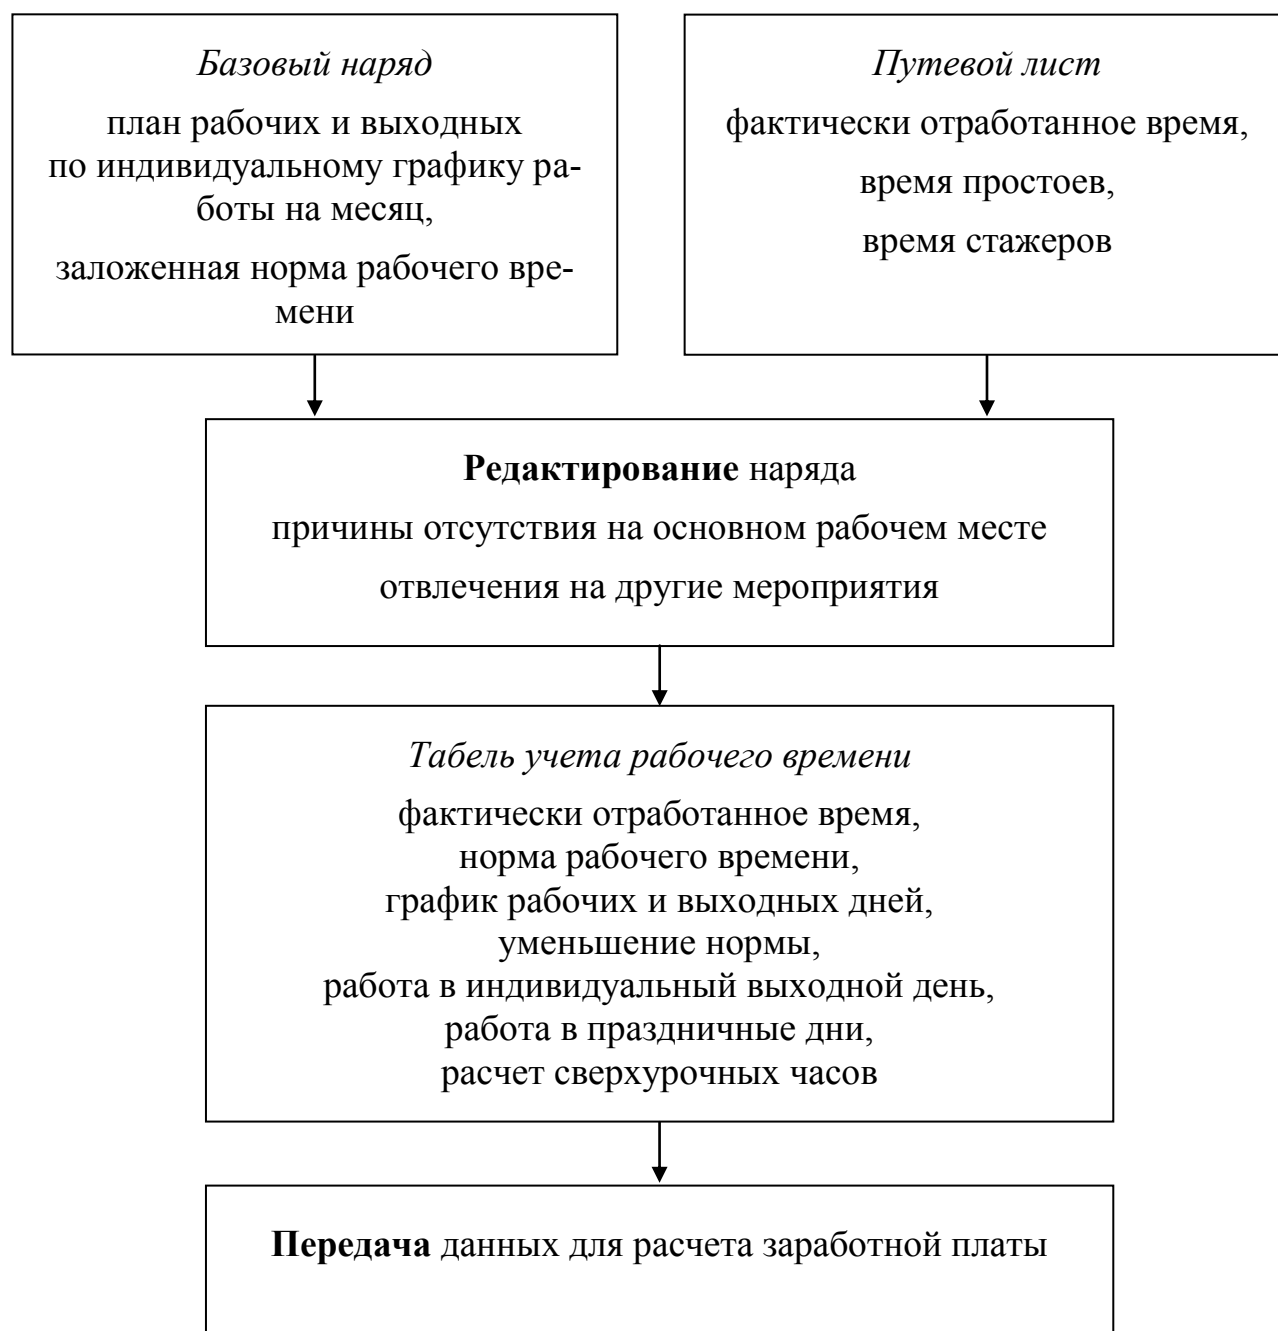 Базовый наряд
план рабочих и выходных
по индивидуальному графику ра-
боты на месяц,
заложенная норма рабочего вре-
мени
Путевой лист
фактически отработанное время,
время простоев,
время стажеров
Редактирование наряда
причины отсутствия на основном рабочем месте
отвлечения на другие мероприятия
Табель учета рабочего времени
фактически отработанное время,
норма рабочего времени,
график рабочих и выходных дней,
уменьшение нормы,
работа в индивидуальный выходной день,
работа в праздничные дни,
расчет сверхурочных часов
Передача данных для расчета заработной платы